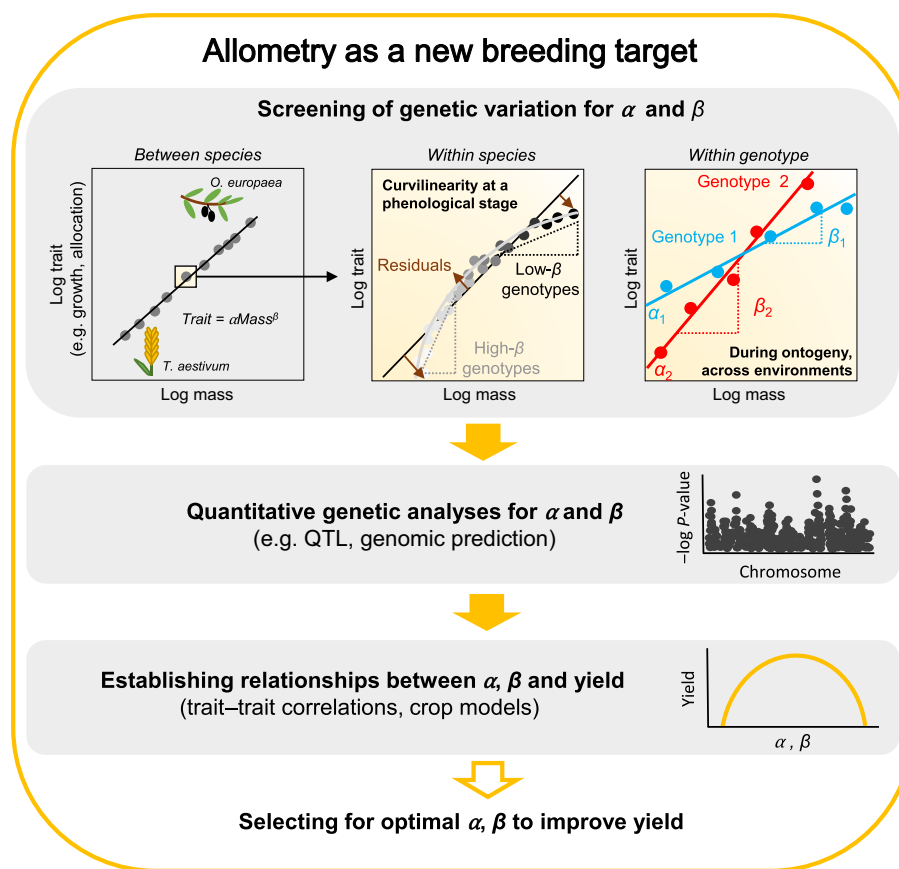 Allometry as a new breeding target
Screening of genetic variation for α and β
Between species
Log trait
(e.g. growth, allocation)
O. europaea
Trait = αMass^β
T. aestivum
Log mass
Within species
Log trait
Curvilinearity at a
phenological stage
Residuals
Low-β
genotypes
High-β
genotypes
Log mass
Within genotype
Log trait
Genotype 2
Genotype 1
β₁
α₁
β₂
α₂
During ontogeny,
across environments
Log mass
Quantitative genetic analyses for α and β
(e.g. QTL, genomic prediction)
–log P-value
Chromosome
Establishing relationships between α, β and yield
(trait–trait correlations, crop models)
Yield
α , β
Selecting for optimal α, β to improve yield